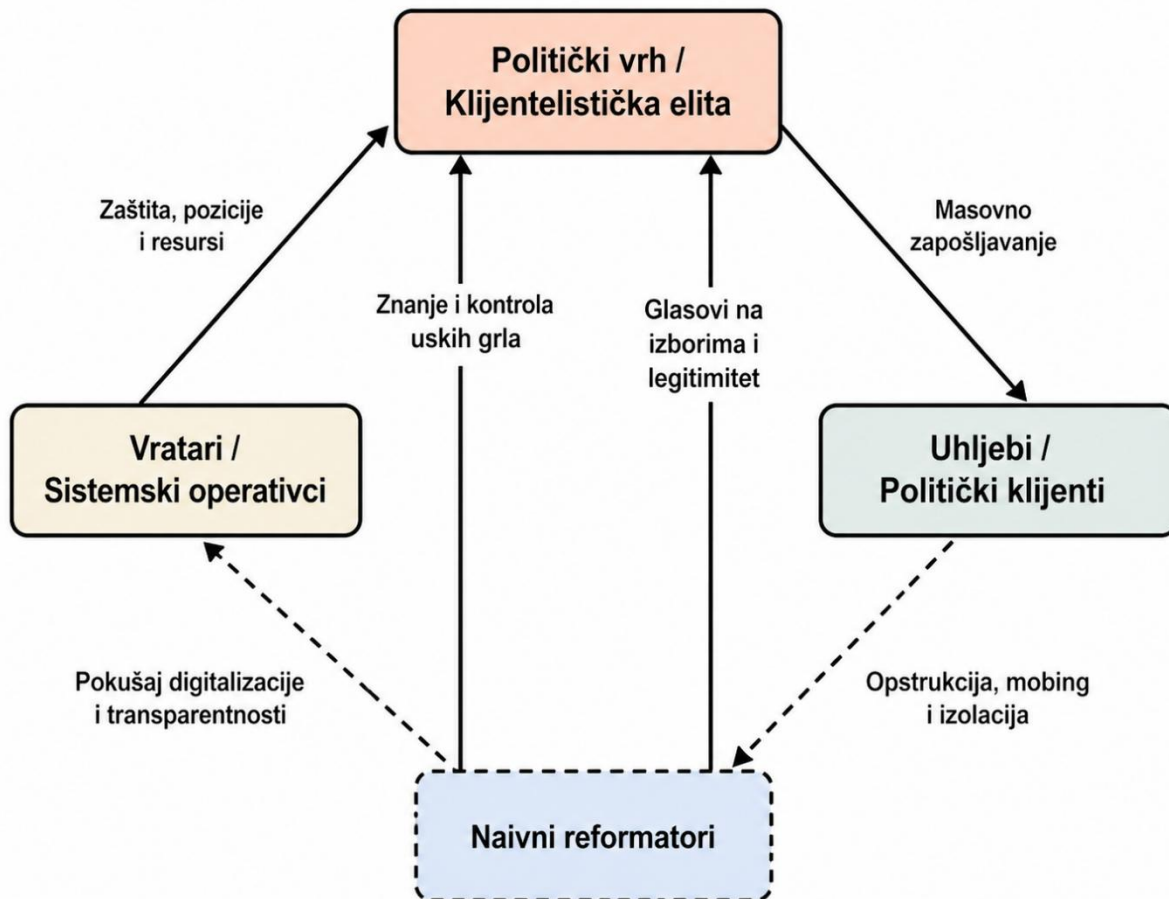 Politički vrh /
Klijentelistička elita
Zaštita, pozicije
i resursi
Masovno
zapošljavanje
Znanje i kontrola
uskih grla
Glasovi na
izborima i
legitimitet
Vratari /
Sistemski operativci
Uhljebi /
Politički klijenti
Pokušaj digitalizacije
i transparentnosti
Opstrukcija, mobing
i izolacija
Naivni reformatori